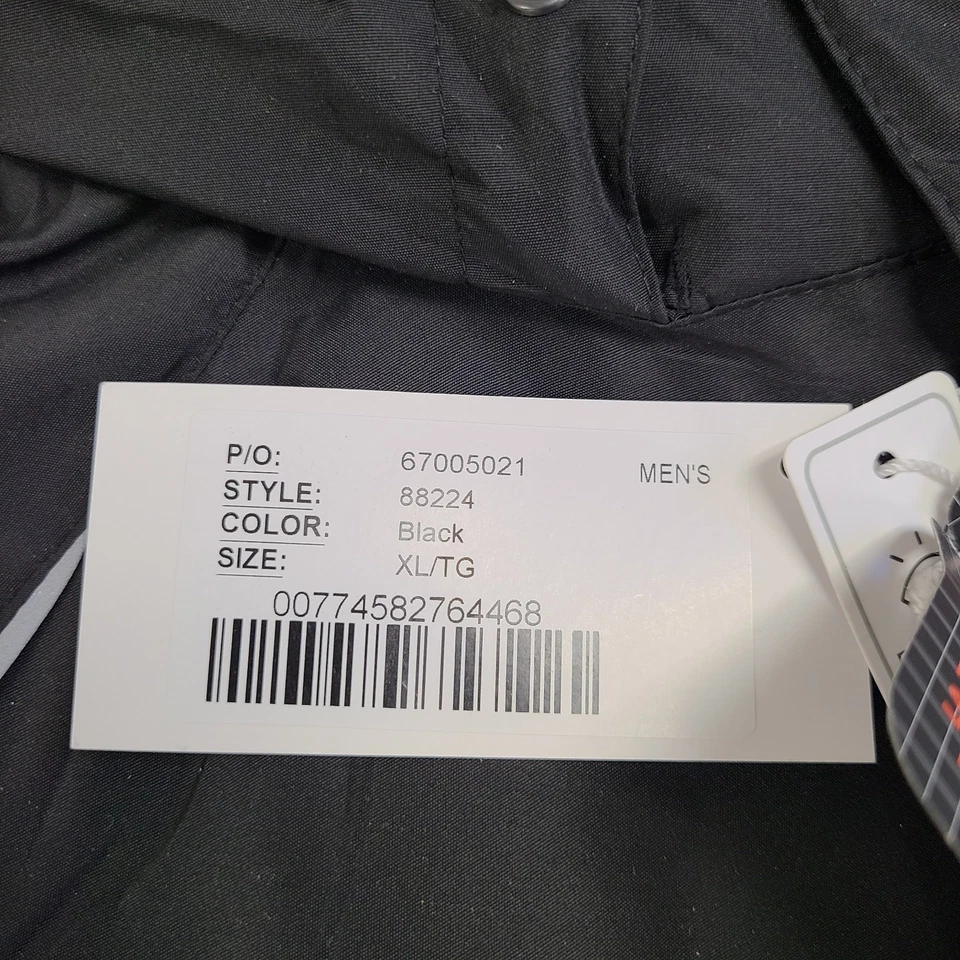 P/O: 67005021 MEN'S
STYLE: 88224
COLOR: Black
SIZE: XL/TG
00774582764468